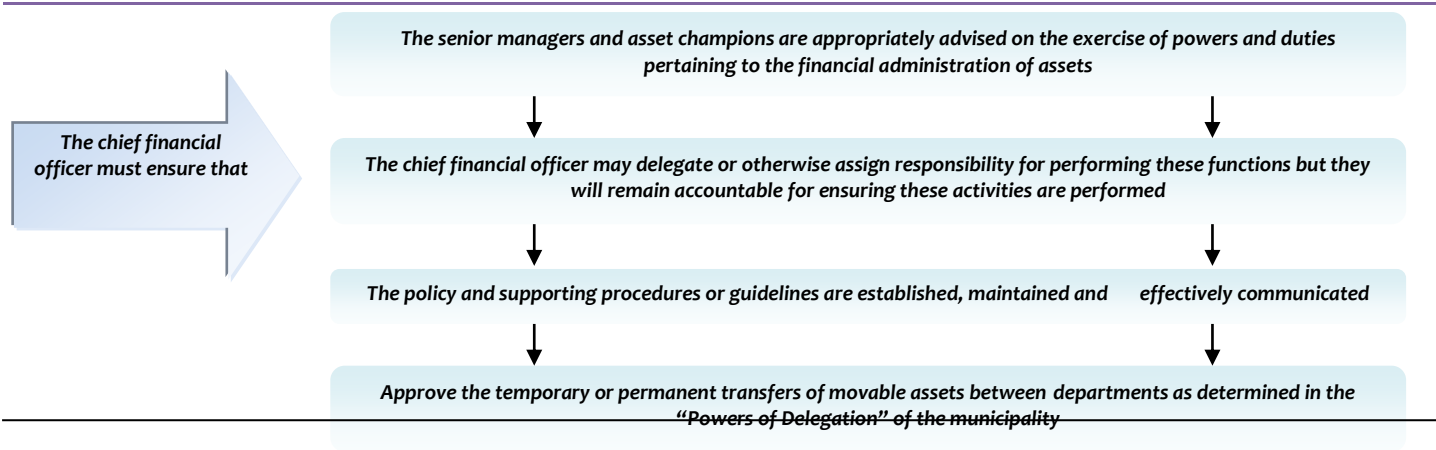 The chief financial
officer must ensure that
The senior managers and asset champions are appropriately advised on the exercise of powers and duties
pertaining to the financial administration of assets
The chief financial officer may delegate or otherwise assign responsibility for performing these functions but they
will remain accountable for ensuring these activities are performed
The policy and supporting procedures or guidelines are established, maintained and effectively communicated
Approve the temporary or permanent transfers of movable assets between departments as determined in the
“Powers of Delegation” of the municipality